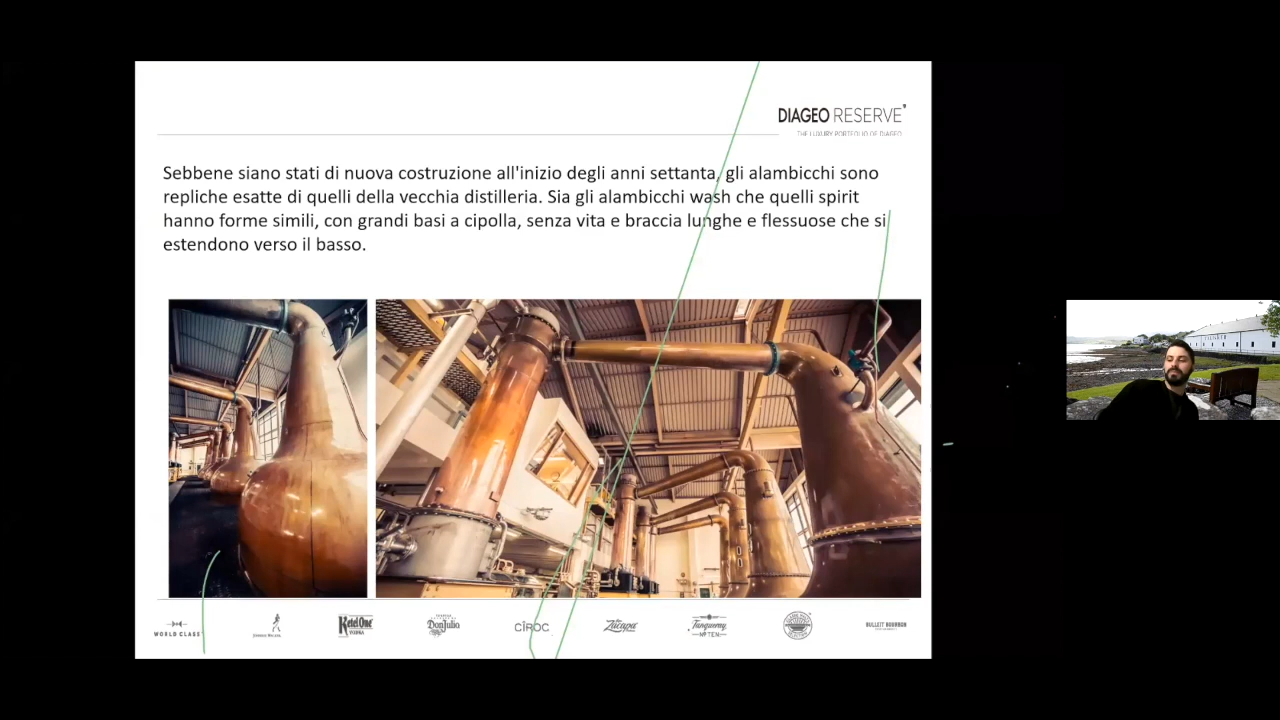 DIAGEO RESERVE
THE LUXURY PORTFOLIO OF DIAGEO
Sebbene siano stati di nuova costruzione all'inizio degli anni settanta, gli alambicchi sono
repliche esatte di quelli della vecchia distilleria. Sia gli alambicchi wash che quelli spirit
hanno forme simili, con grandi basi a cipolla, senza vita e braccia lunghe e flessuose che si
estendono verso il basso.
WORLD CLASS
Ketel One
VODKA
Don Julio
CÎROC
Zacapa
Tanqueray
Nº TEN
BULLEIT BOURBON